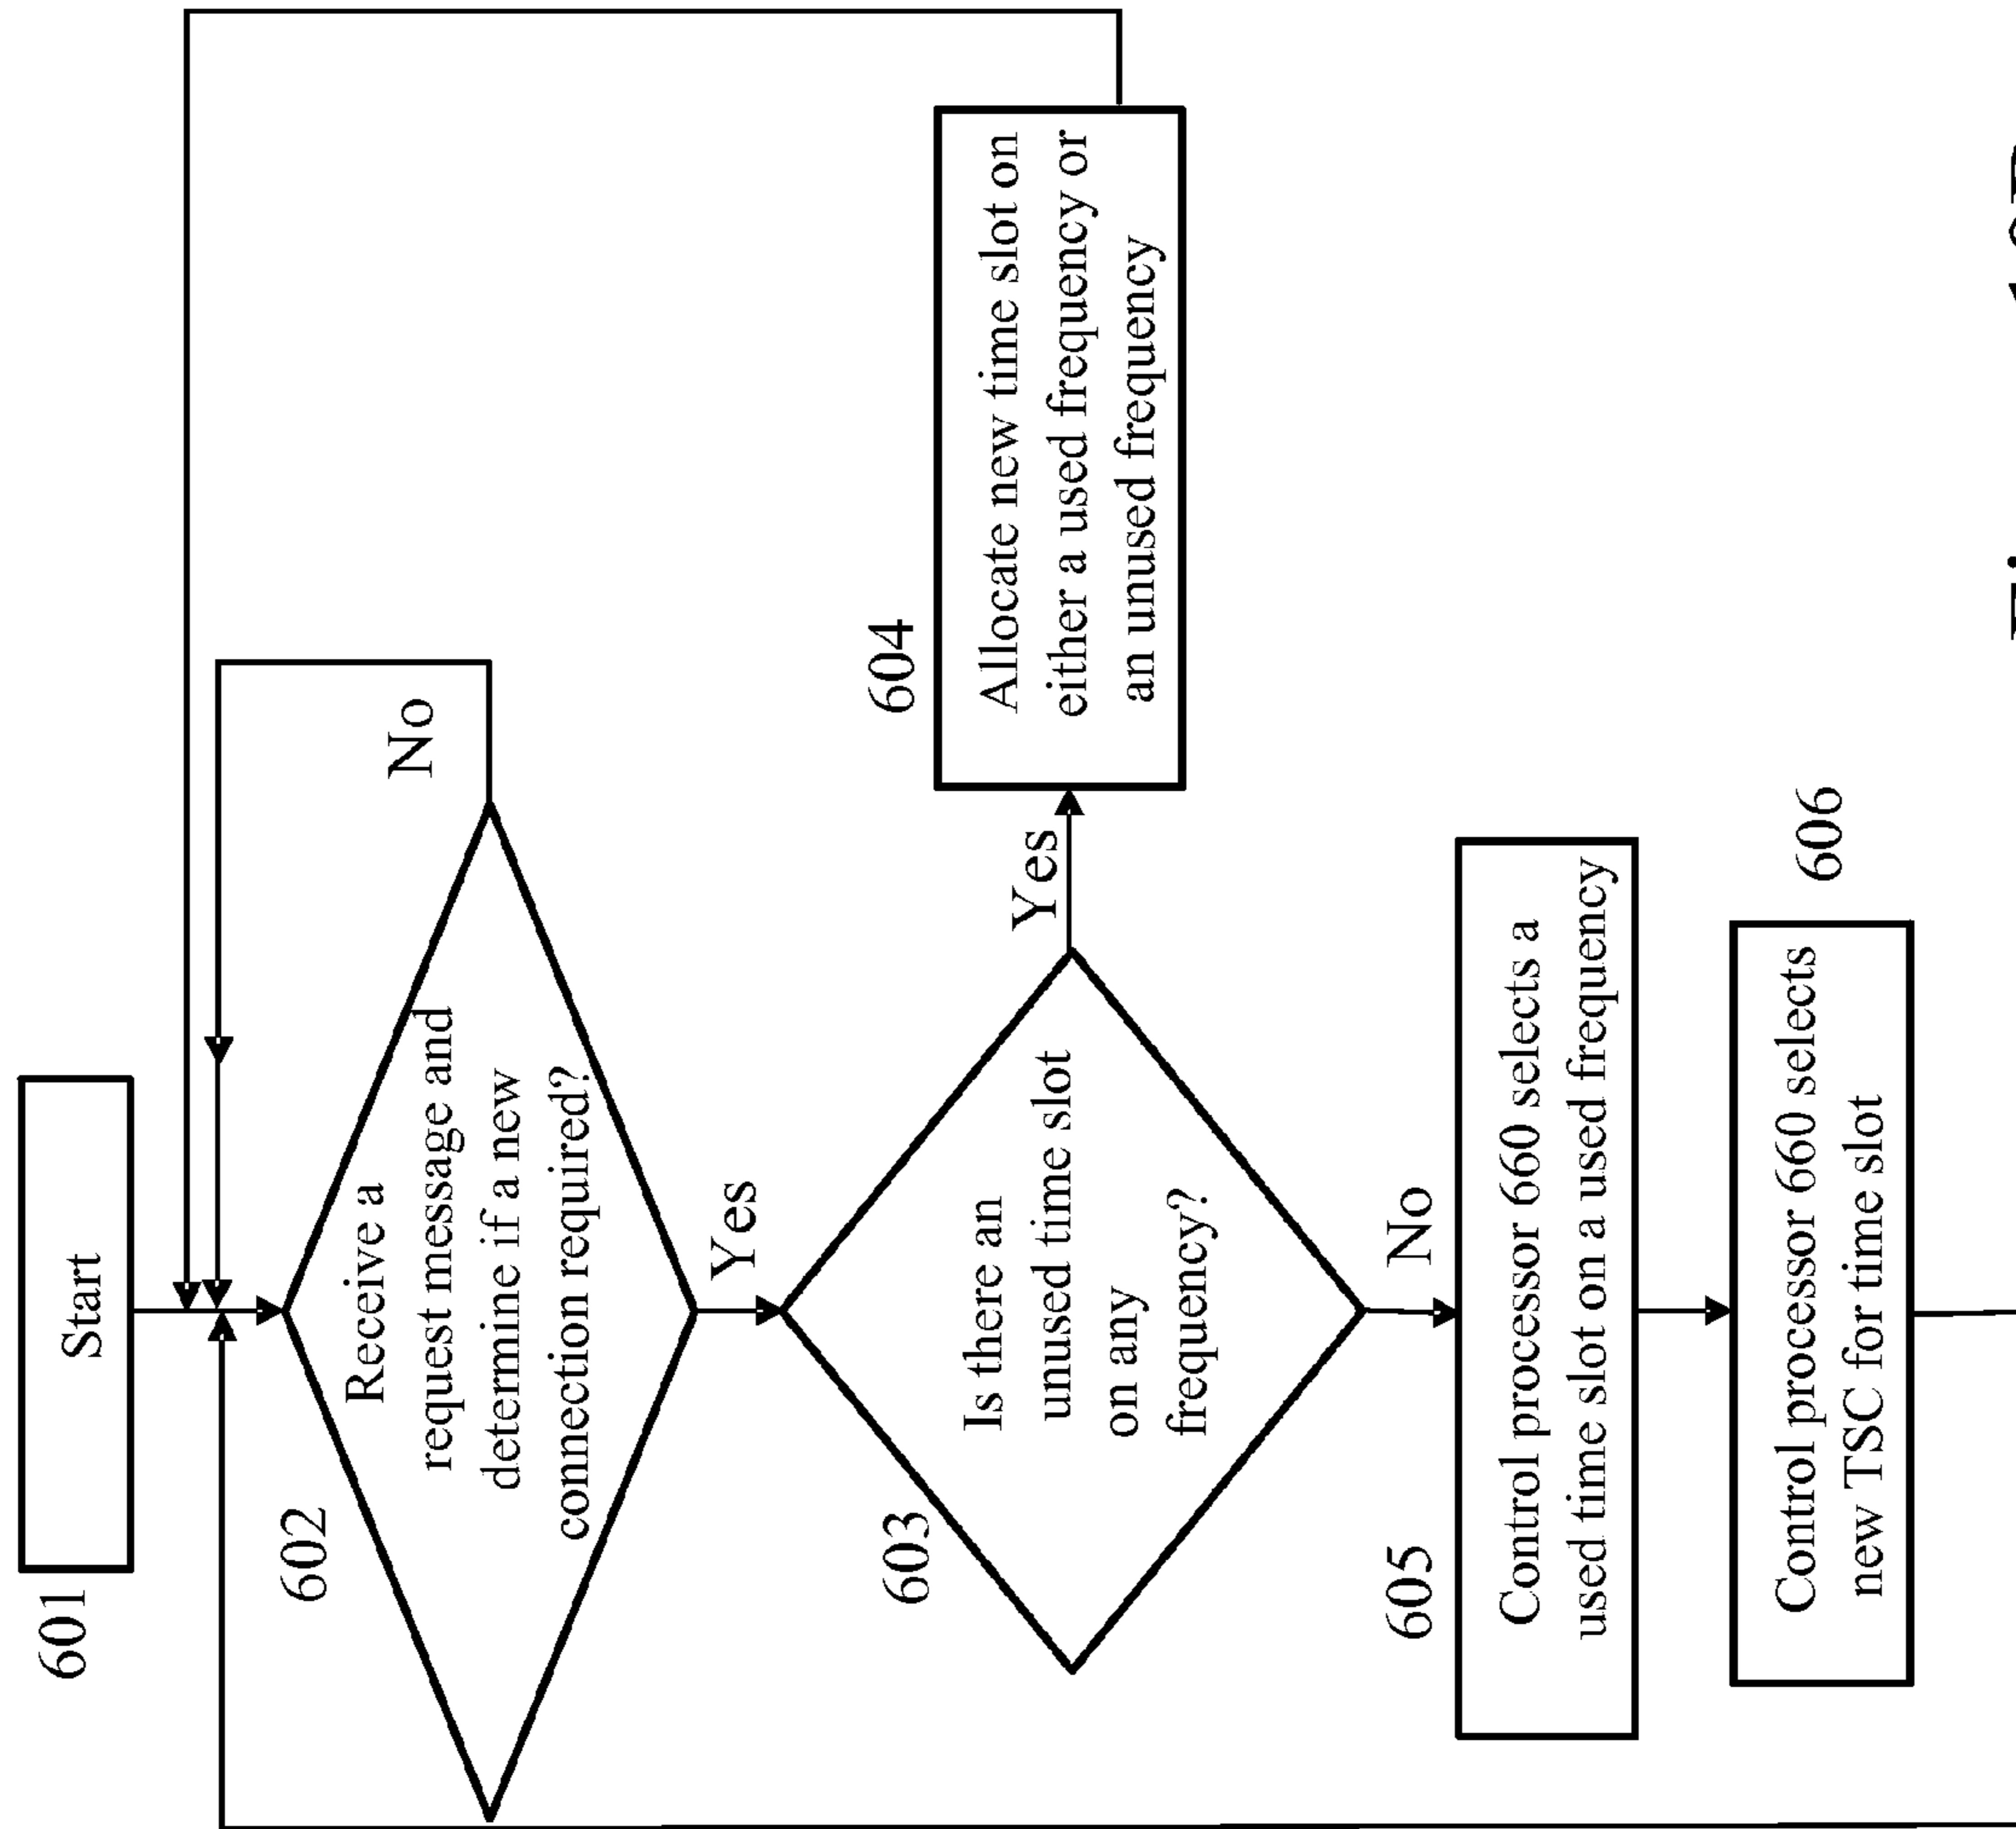 601
Start
602
Receive a
request message and
determine if a new
connection required?
No
Yes
603
Is there an
unused time slot
on any
frequency?
Yes
604
Allocate new time slot on
either a used frequency or
an unused frequency
No
605
Control processor 660 selects a
used time slot on a used frequency
606
Control processor 660 selects
new TSC for time slot